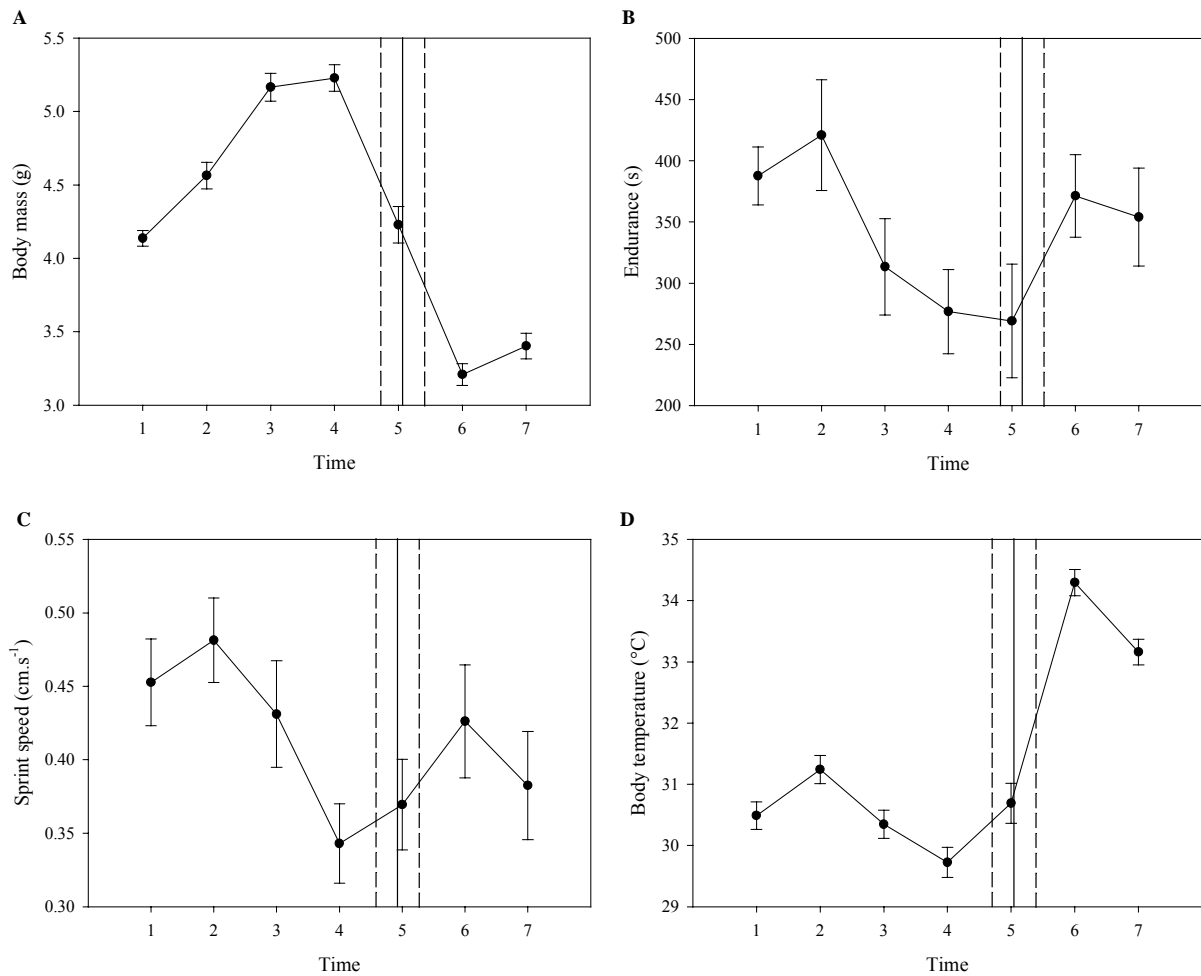 A
5.5
5.0
4.5
4.0
3.5
3.0
Body mass (g)
1 2 3 4 5 6 7
Time
B
500
450
400
350
300
250
200
Endurance (s)
1 2 3 4 5 6 7
Time
C
0.55
0.50
0.45
0.40
0.35
0.30
Sprint speed (cm.s⁻¹)
1 2 3 4 5 6 7
Time
D
35
34
33
32
31
30
29
Body temperature (°C)
1 2 3 4 5 6 7
Time